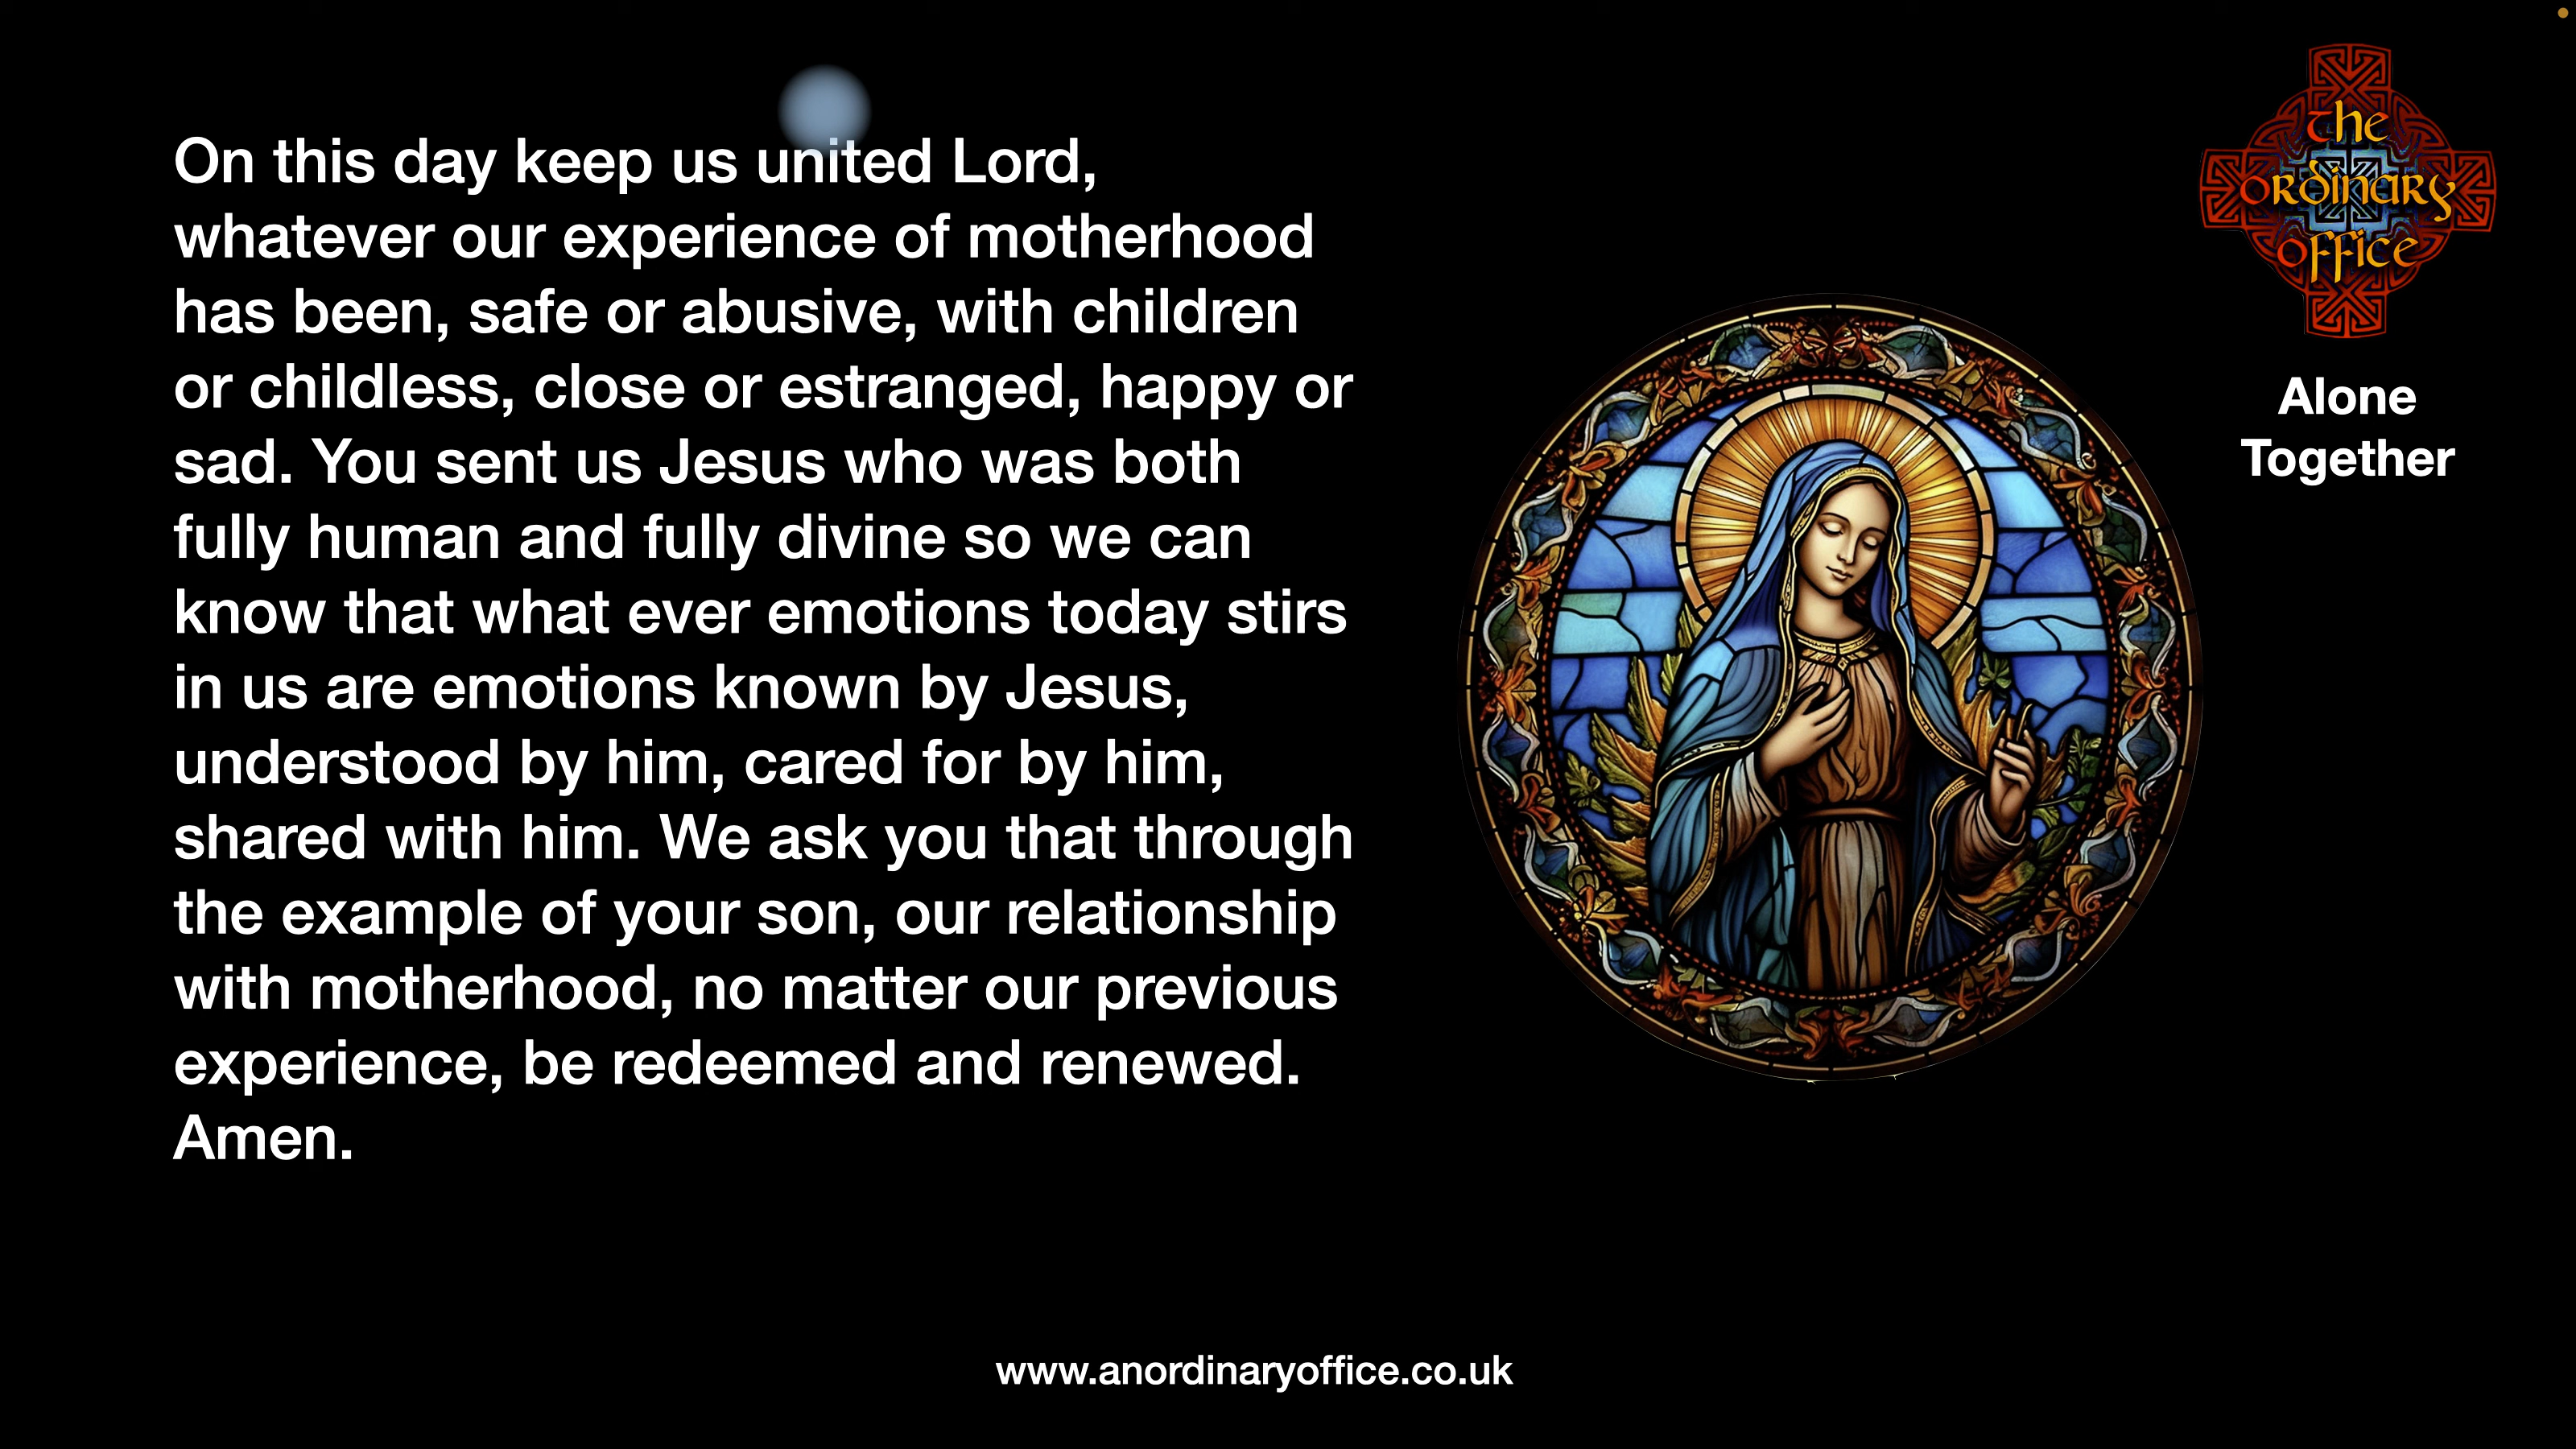 On this day keep us united Lord,
whatever our experience of motherhood
has been, safe or abusive, with children
or childless, close or estranged, happy or
sad. You sent us Jesus who was both
fully human and fully divine so we can
know that what ever emotions today stirs
in us are emotions known by Jesus,
understood by him, cared for by him,
shared with him. We ask you that through
the example of your son, our relationship
with motherhood, no matter our previous
experience, be redeemed and renewed.
Amen.
the
ordinary
office
Alone
Together
www.anordinaryoffice.co.uk